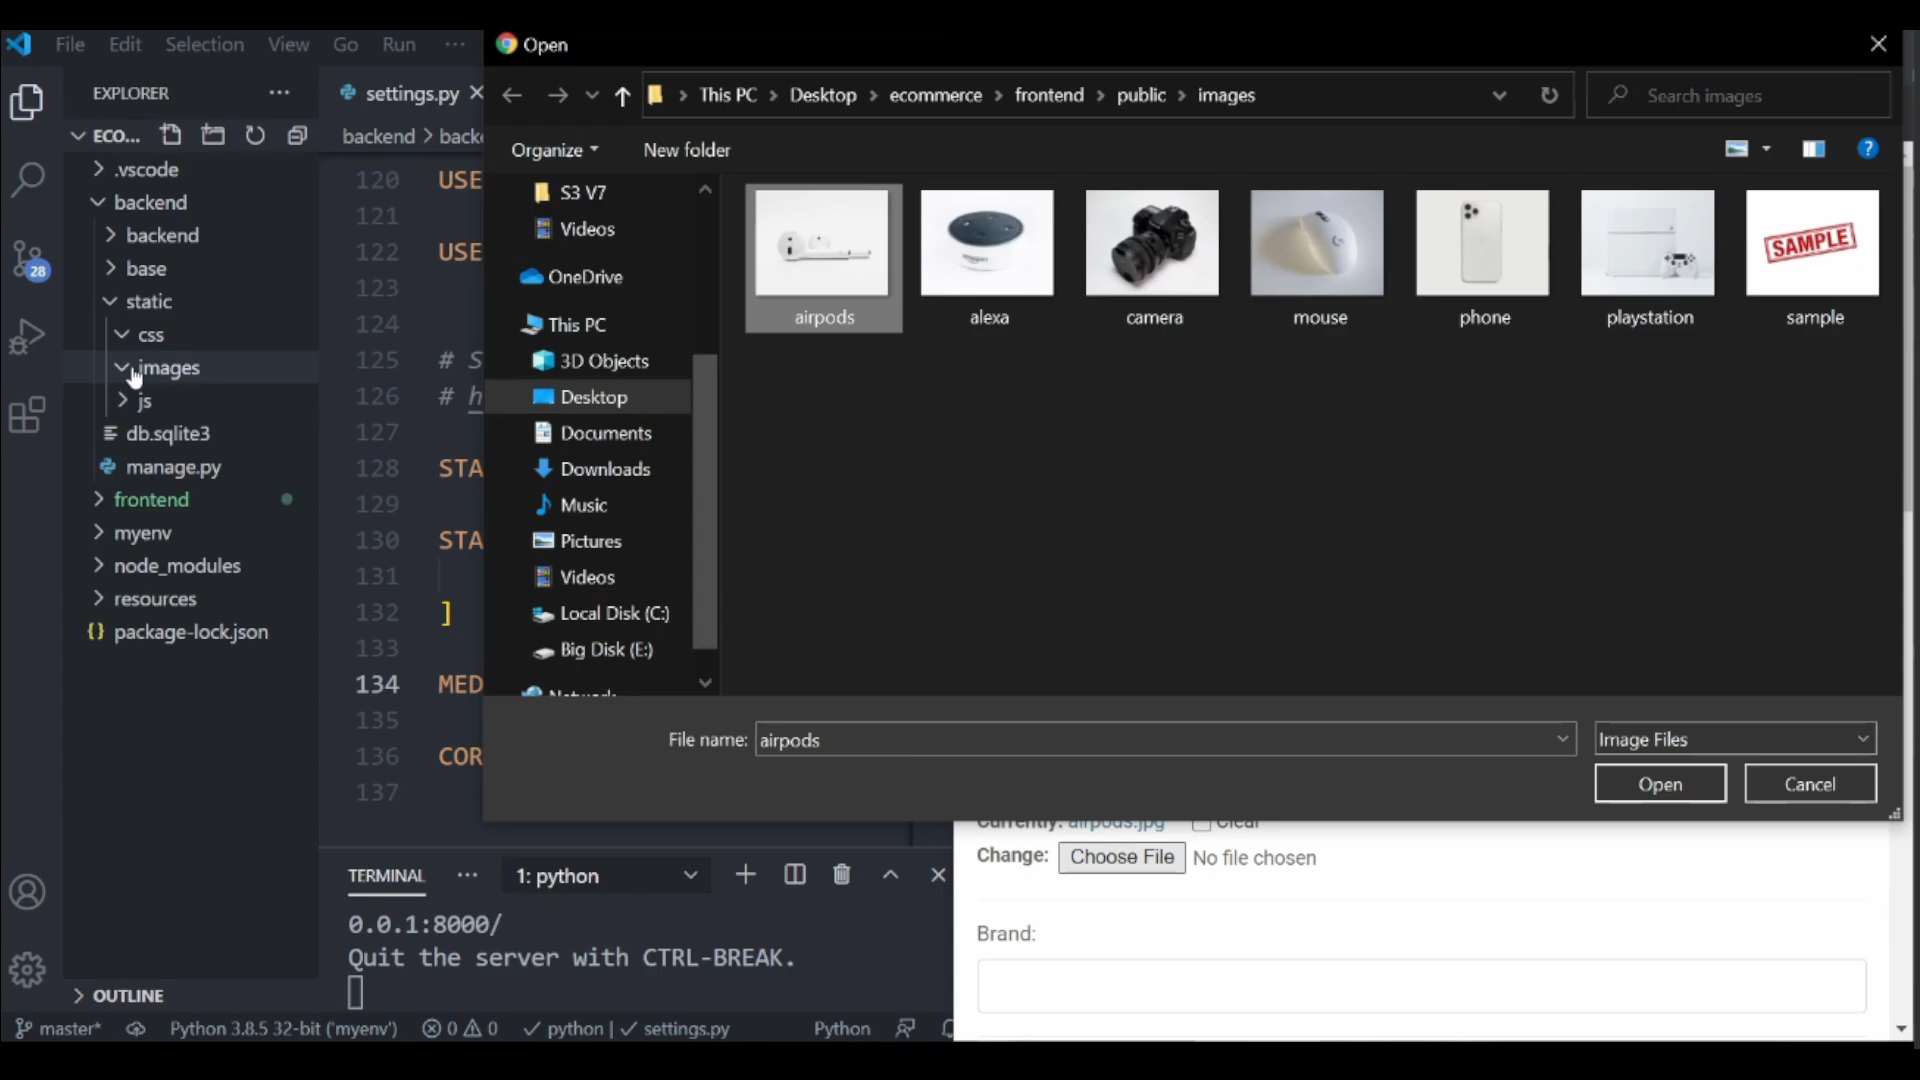 File Edit Selection View Go Run ···
EXPLORER ···
ECO...
.vscode
backend
backend
base
static
css
images
js
db.sqlite3
manage.py
frontend
myenv
node_modules
resources
package-lock.json
OUTLINE
28
settings.py
backend > backe
120 USE
121
122 USE
123
124
125 # S
126 # h
127
128 STA
129
130 STA
131
132 ]
133
134 MED
135
136 COR
137
TERMINAL ··· 1: python
0.0.1:8000/
Quit the server with CTRL-BREAK.
master* Python 3.8.5 32-bit ('myenv') 0 0 python | settings.py Python
Open
This PC > Desktop > ecommerce > frontend > public > images
Search images
Organize New folder
S3 V7
Videos
OneDrive
This PC
3D Objects
Desktop
Documents
Downloads
Music
Pictures
Videos
Local Disk (C:)
Big Disk (E:)
amazon
SAMPLE
airpods alexa camera mouse phone playstation sample
File name: airpods Image Files
Open Cancel
Currently: airpods.jpg Clear
Change: Choose File No file chosen
Brand: